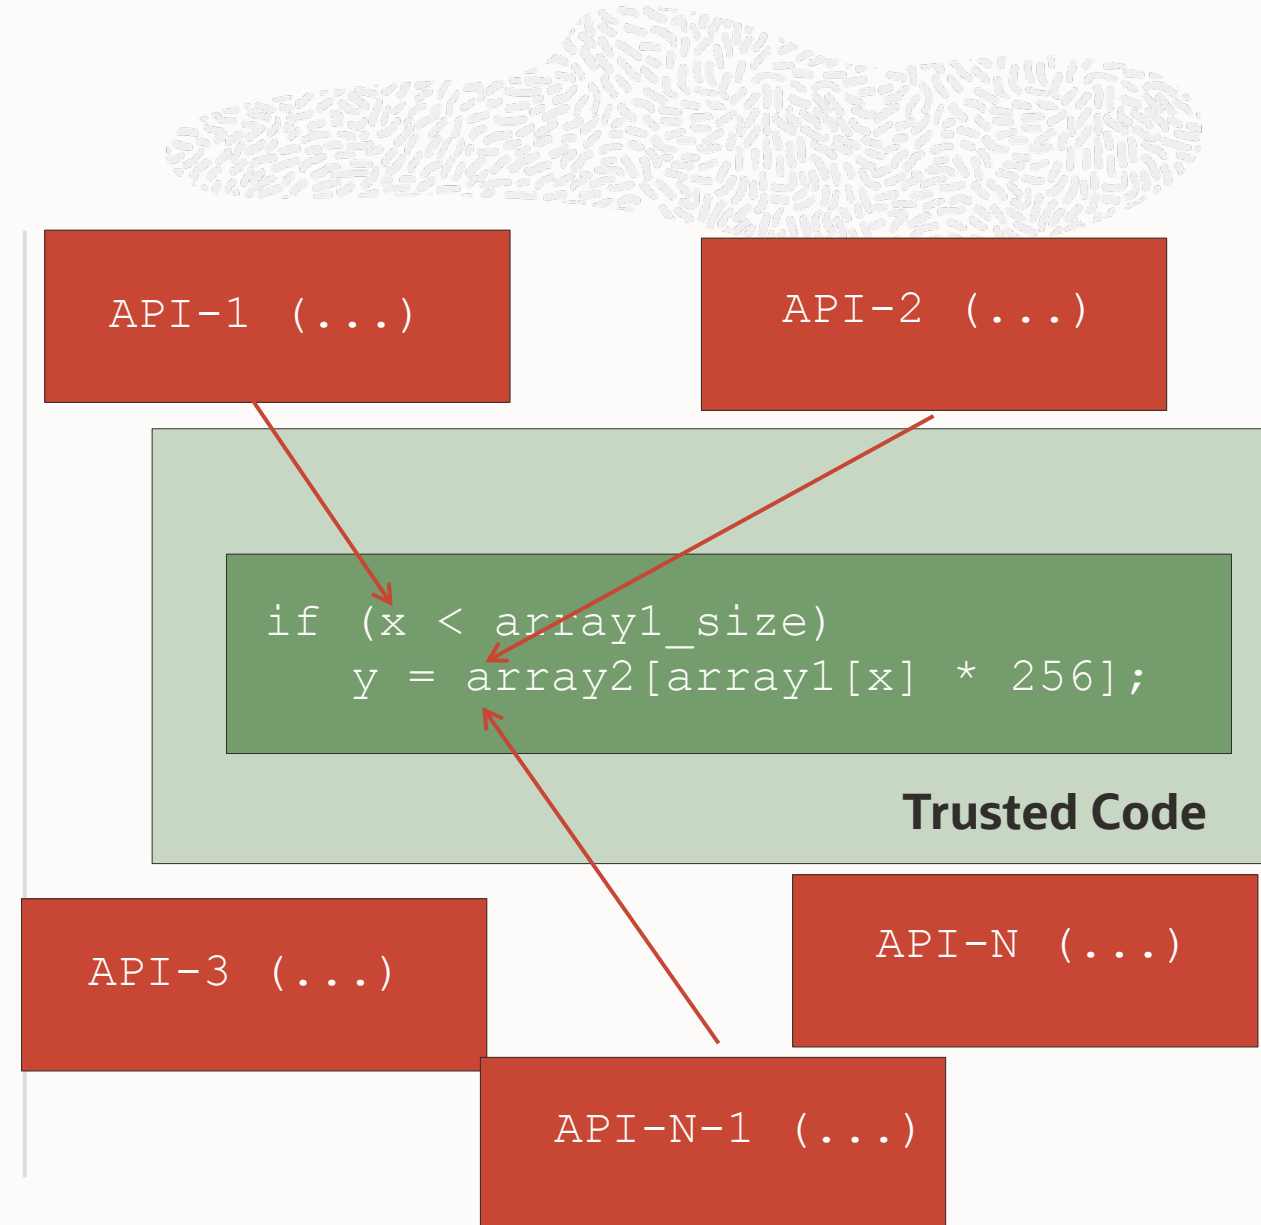 API-1 (...)
API-2 (...)
if (x < array1_size)
y = array2[array1[x] * 256];
Trusted Code
API-3 (...)
API-N (...)
API-N-1 (...)